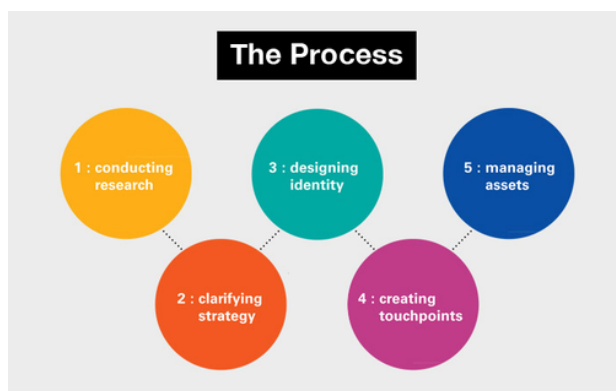 The Process
1 : conducting
research
2 : clarifying
strategy
3 : designing
identity
4 : creating
touchpoints
5 : managing
assets